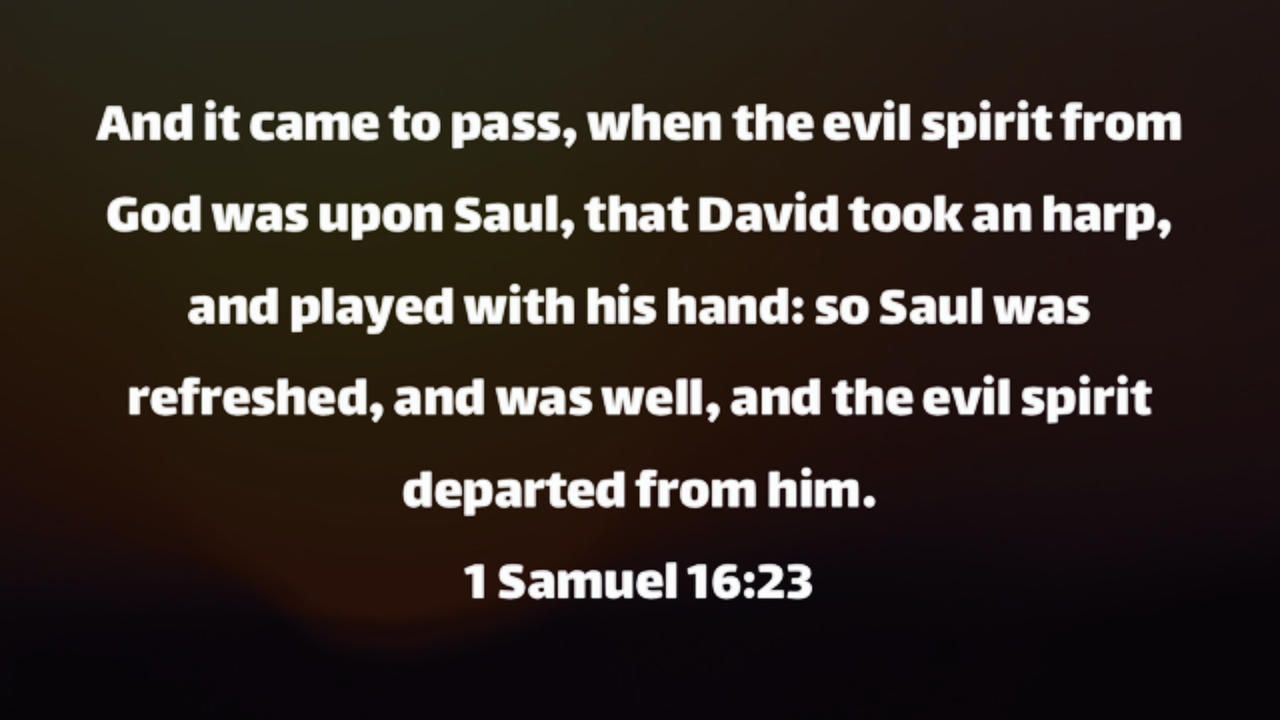 And it came to pass, when the evil spirit from
God was upon Saul, that David took an harp,
and played with his hand: so Saul was
refreshed, and was well, and the evil spirit
departed from him.
1 Samuel 16:23